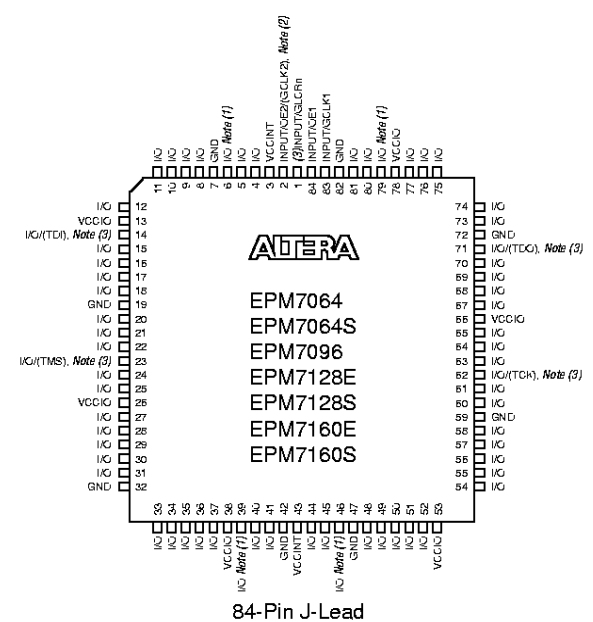 I/O 11
I/O 10
I/O 9
I/O 8
GND 7
I/O Note (1) 6
I/O 5
I/O 4
VCCINT 3
INPUT/OE2/(GCLK2), Note (2) 2
(3)INPUT/GLCRn 1
INPUT/OE1 84
INPUT/GCLK1 83
GND 82
I/O 81
I/O 80
I/O Note (1) 79
VCCIO 78
I/O 77
I/O 76
I/O 75
I/O 12
VCCIO 13
I/O/(TDI), Note (3) 14
I/O 15
I/O 16
I/O 17
I/O 18
GND 19
I/O 20
I/O 21
I/O 22
I/O/(TMS), Note (3) 23
I/O 24
I/O 25
VCCIO 26
I/O 27
I/O 28
I/O 29
I/O 30
I/O 31
GND 32
ALTERA
EPM7064
EPM7064S
EPM7096
EPM7128E
EPM7128S
EPM7160E
EPM7160S
74 I/O
73 I/O
72 GND
71 I/O/(TDO), Note (3)
70 I/O
69 I/O
68 I/O
67 I/O
66 VCCIO
65 I/O
64 I/O
63 I/O
62 I/O/(TCK), Note (3)
61 I/O
60 I/O
59 GND
58 I/O
57 I/O
56 I/O
55 I/O
54 I/O
33 I/O
34 I/O
35 I/O
36 I/O
37 I/O
38 VCCIO
39 I/O Note (1)
40 I/O
41 I/O
42 GND
43 VCCINT
44 I/O
45 I/O
46 I/O Note (1)
47 GND
48 I/O
49 I/O
50 I/O
51 I/O
52 I/O
53 VCCIO
84-Pin J-Lead